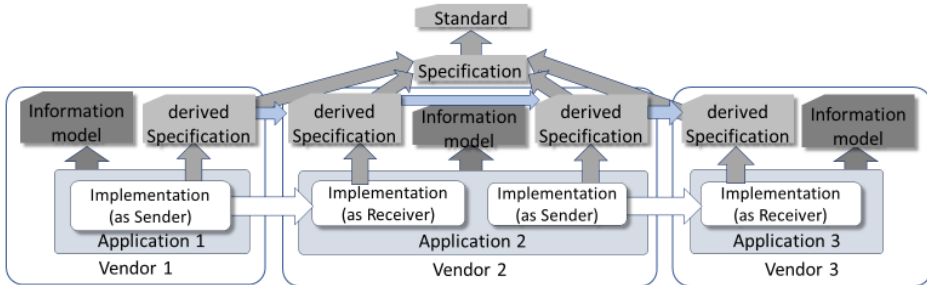 Standard
Specification
Information
model
derived
Specification
derived
Specification
Information
model
derived
Specification
derived
Specification
Information
model
Implementation
(as Sender)
Implementation
(as Receiver)
Implementation
(as Sender)
Implementation
(as Receiver)
Application 1
Application 2
Application 3
Vendor 1
Vendor 2
Vendor 3